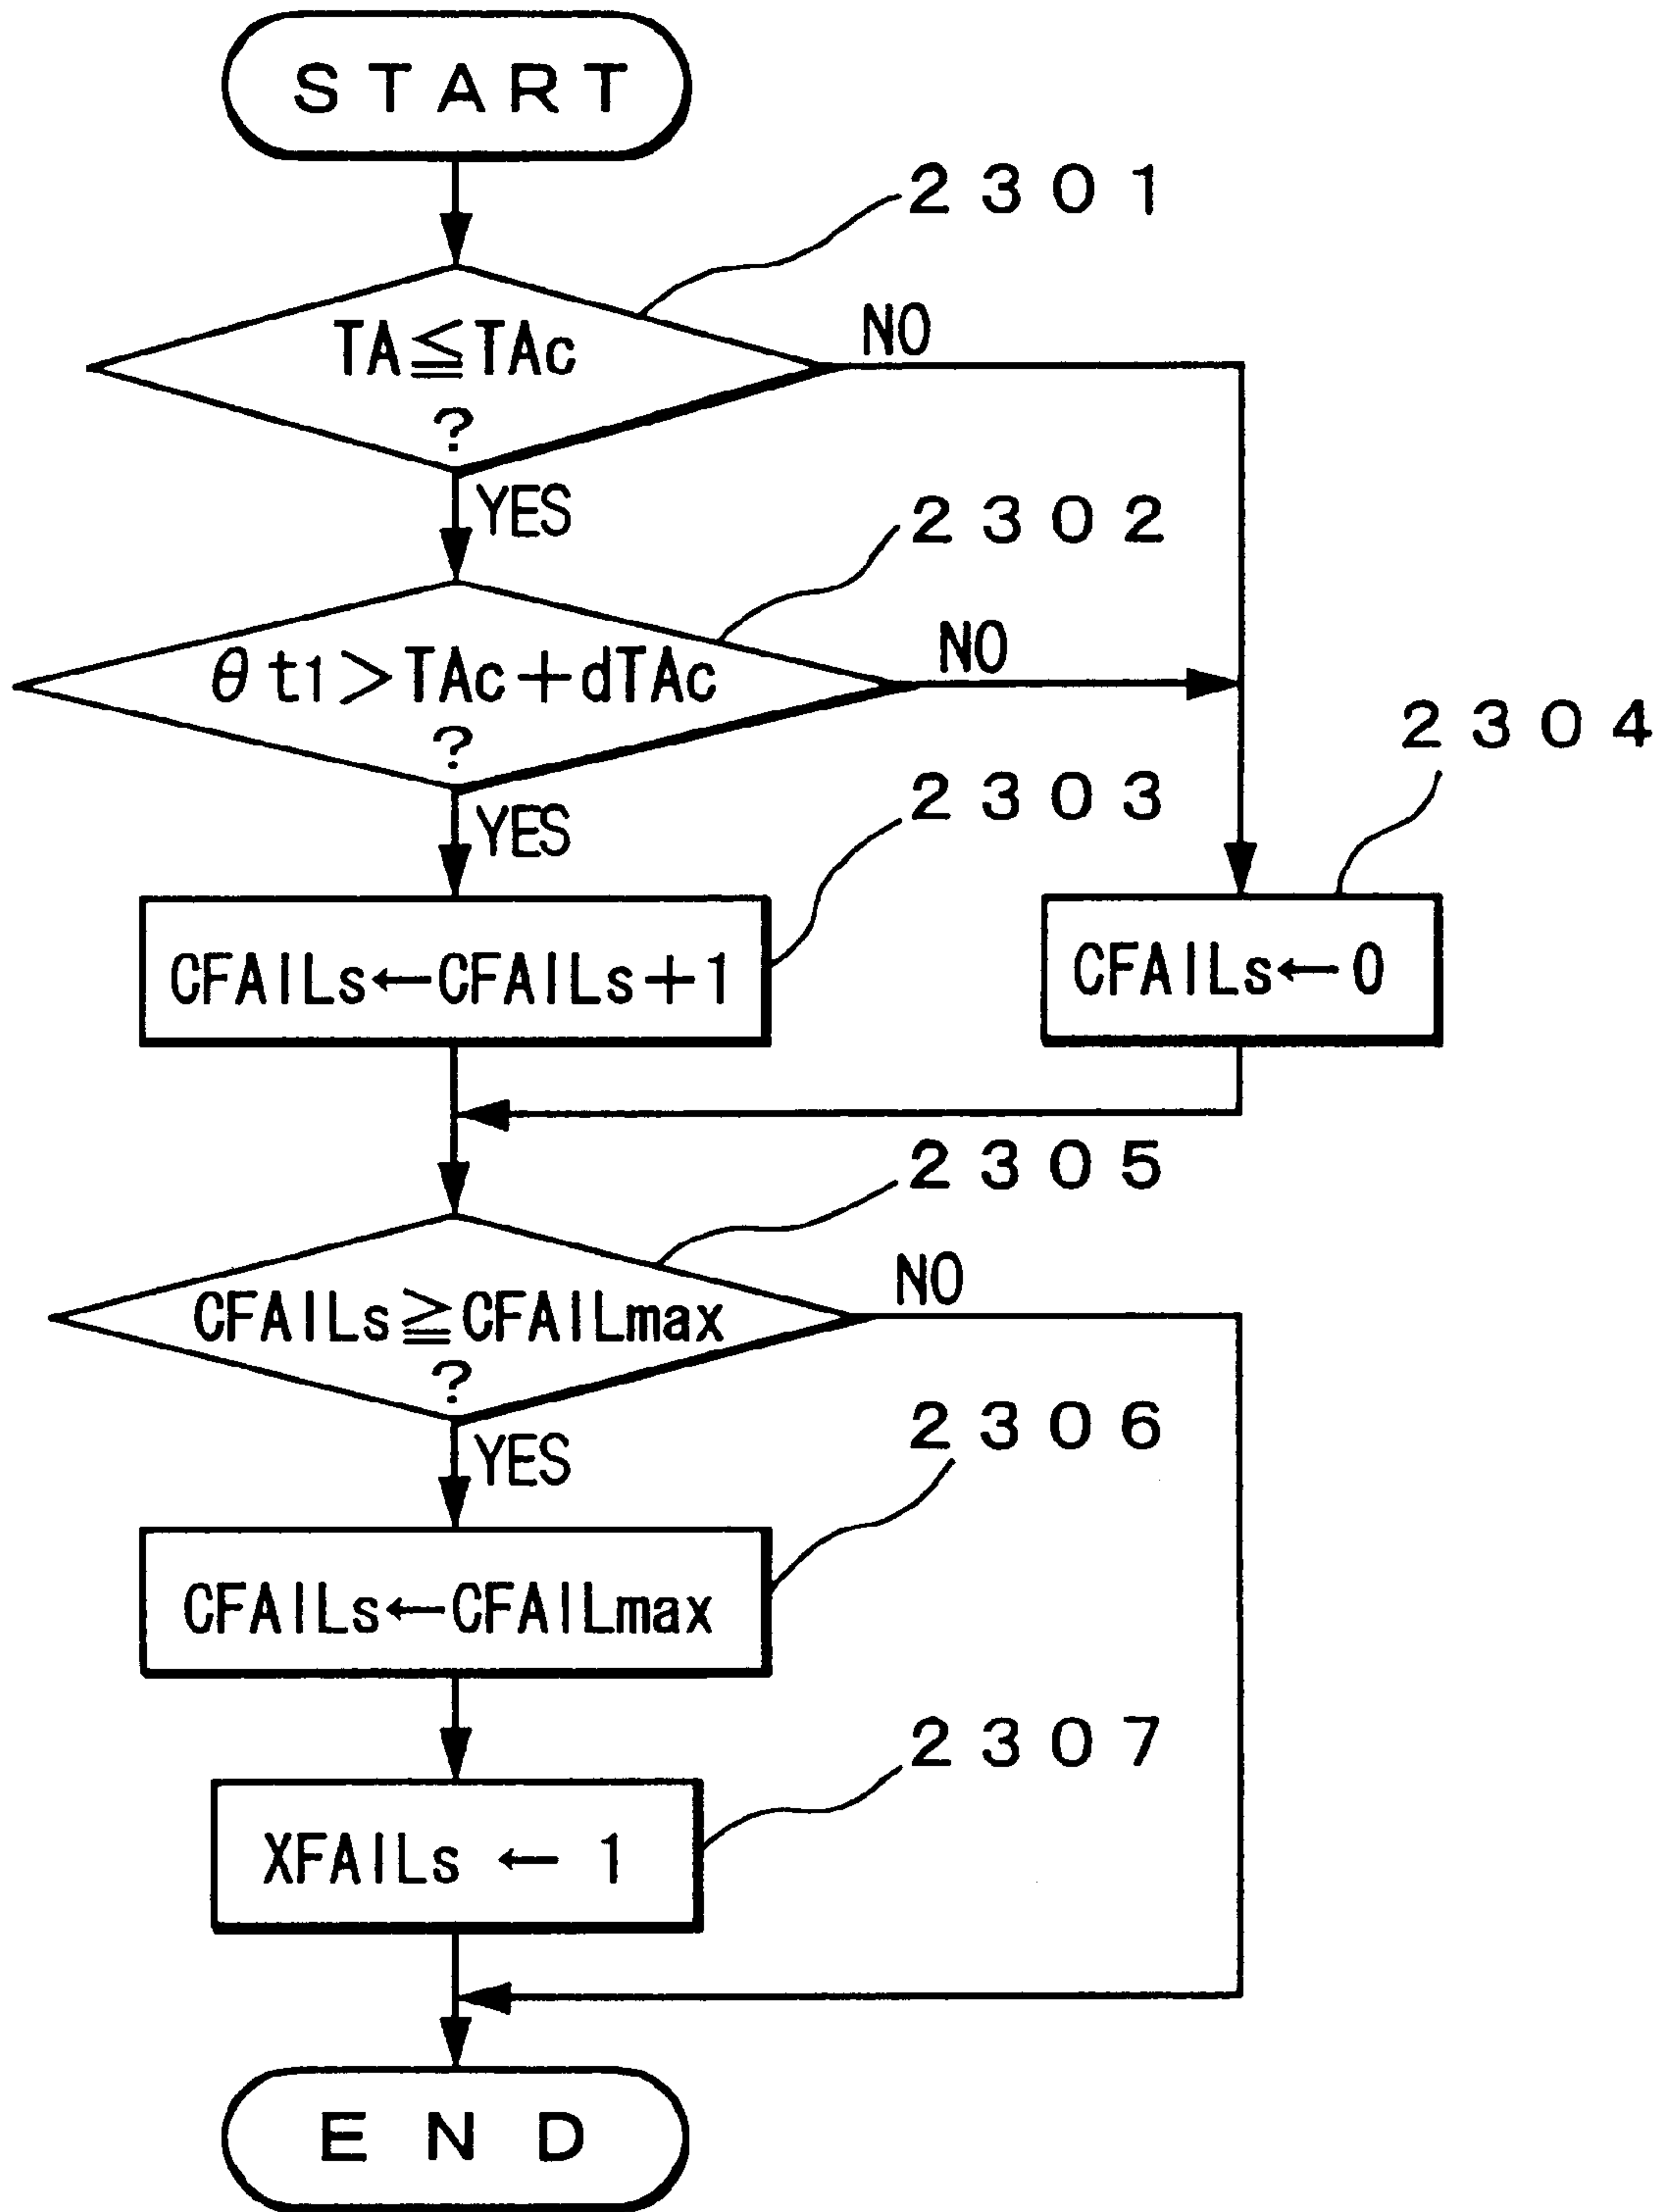 START
2301
TA≦TAc
?
NO
YES
2302
θt1>TAc+dTAc
?
NO
YES
2303
2304
CFAILs←CFAILs+1
CFAILs←0
2305
CFAILs≧CFAILmax
?
NO
YES
2306
CFAILs←CFAILmax
2307
XFAILs ← 1
END